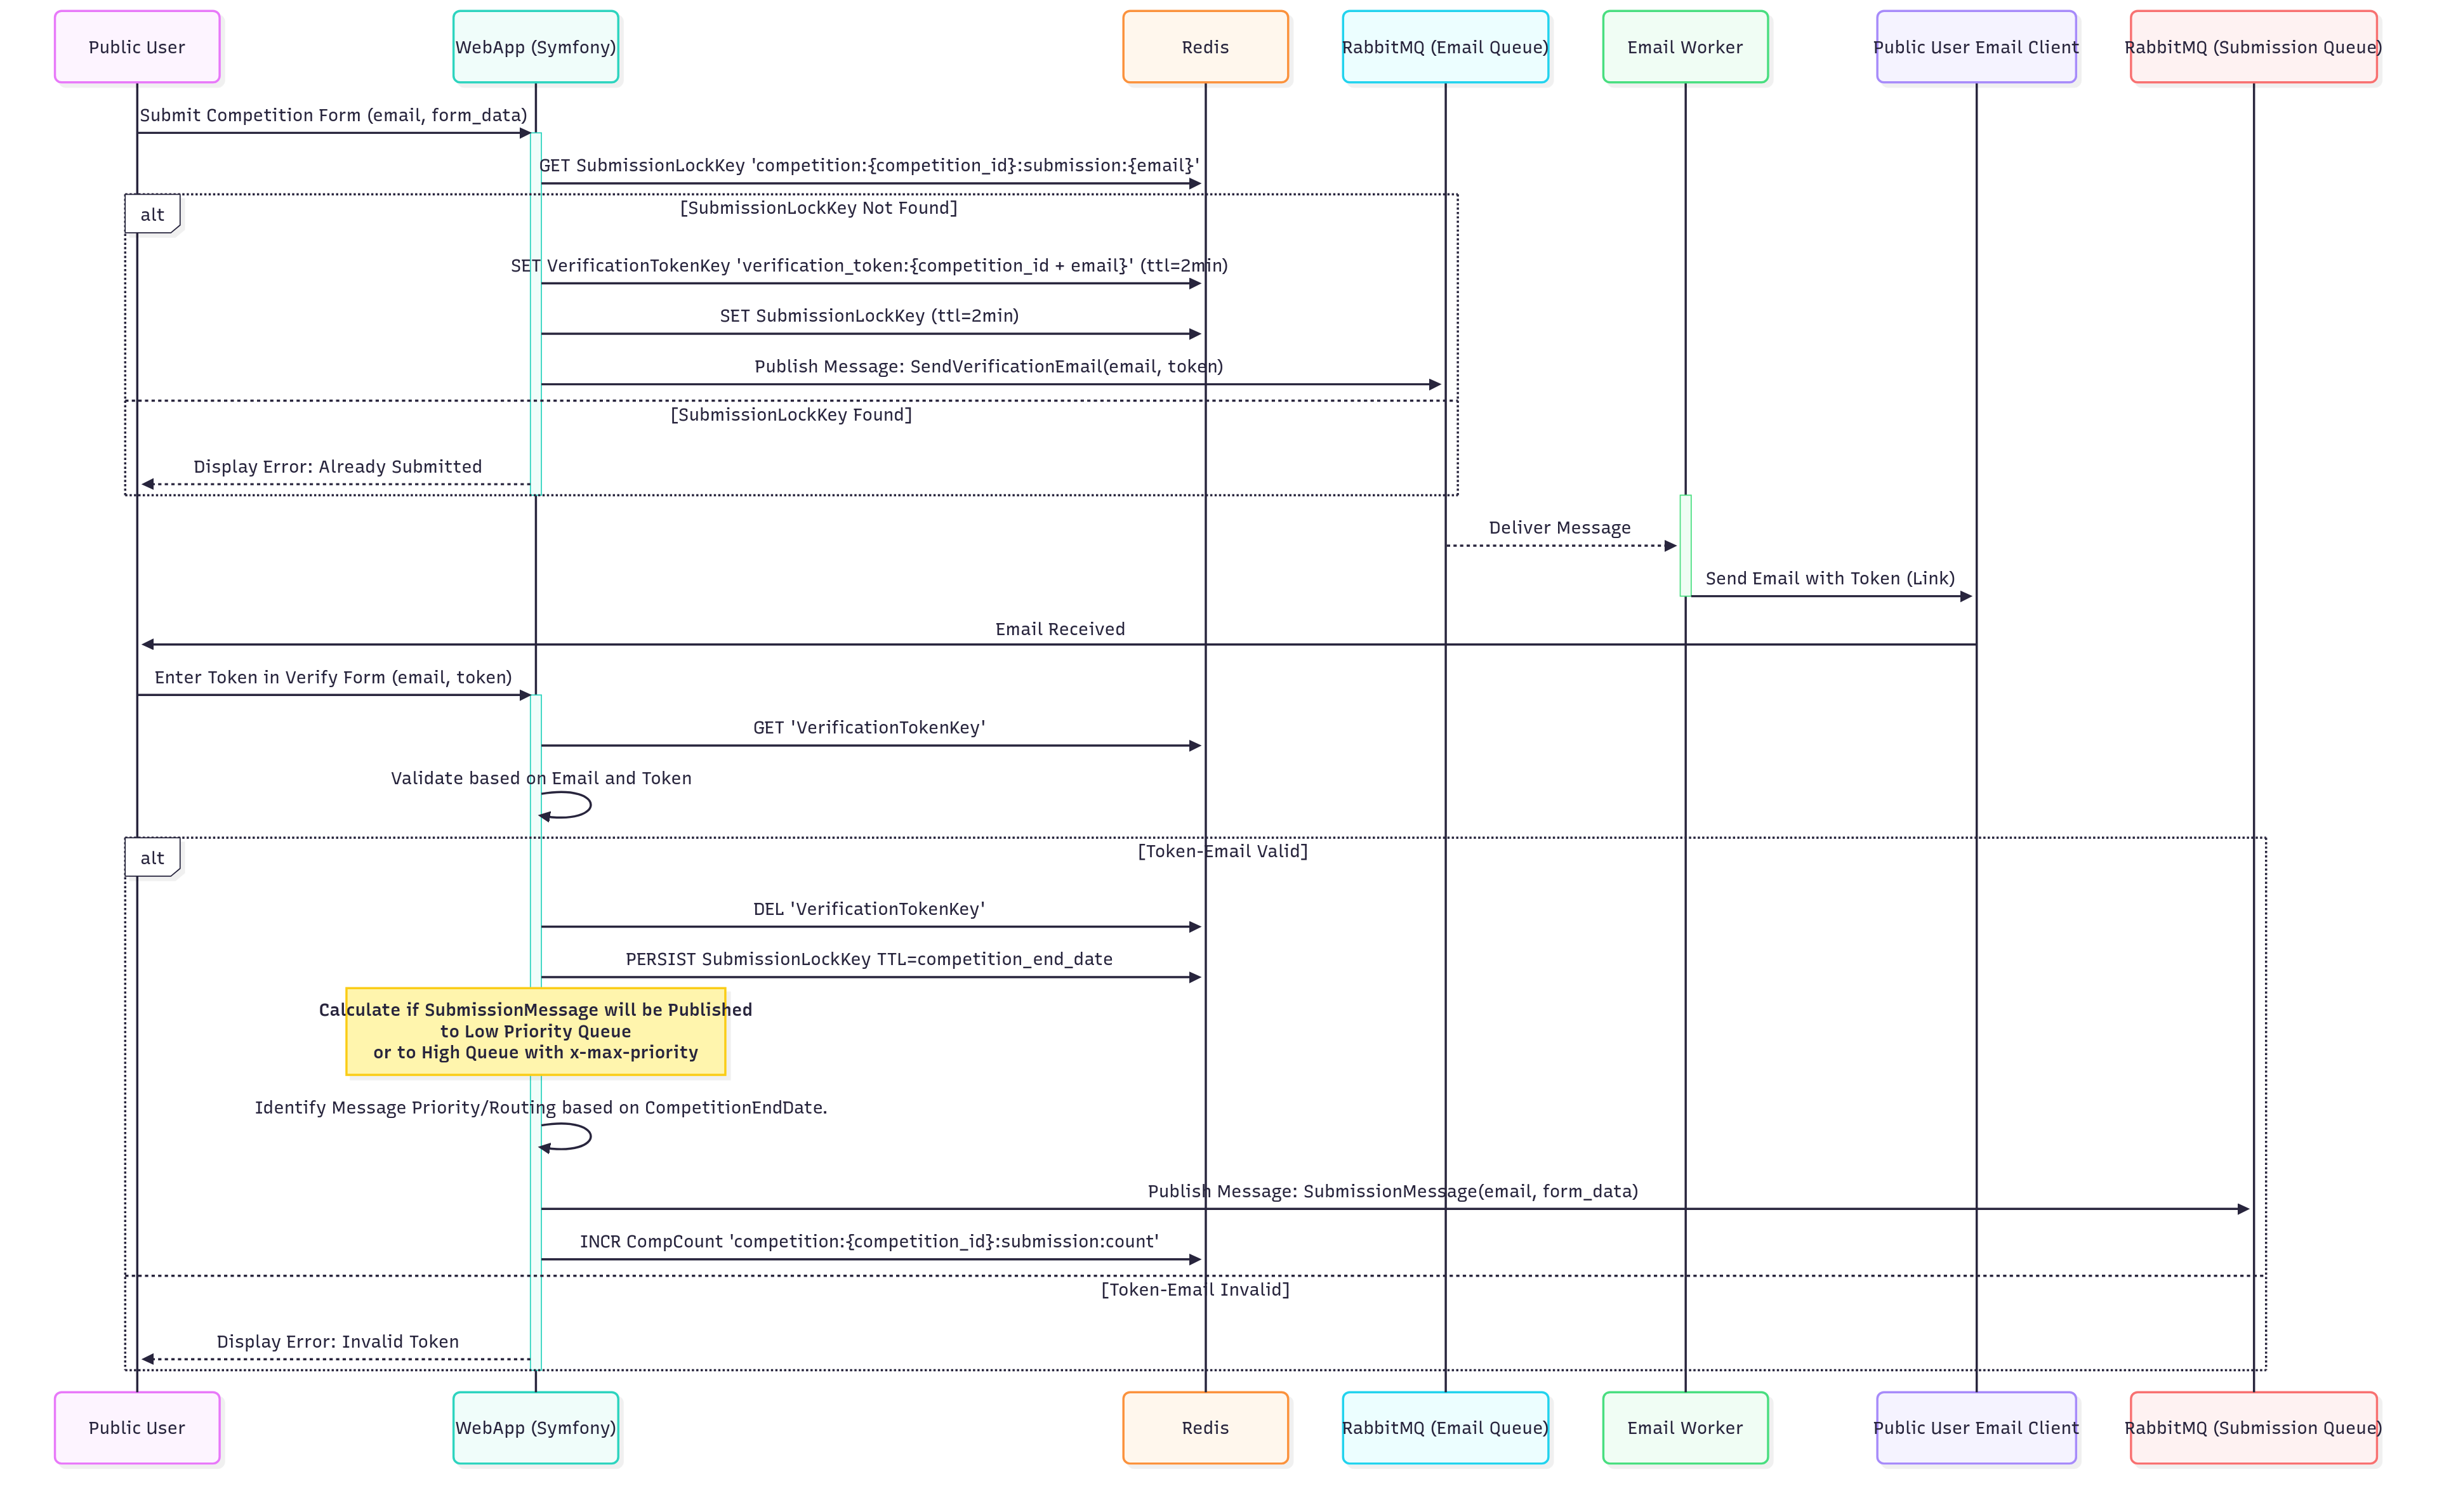 Public User
WebApp (Symfony)
Redis
RabbitMQ (Email Queue)
Email Worker
Public User Email Client
RabbitMQ (Submission Queue)
Submit Competition Form (email, form_data)
GET SubmissionLockKey 'competition:{competition_id}:submission:{email}'
alt
[SubmissionLockKey Not Found]
SET VerificationTokenKey 'verification_token:{competition_id + email}' (ttl=2min)
SET SubmissionLockKey (ttl=2min)
Publish Message: SendVerificationEmail(email, token)
[SubmissionLockKey Found]
Display Error: Already Submitted
Deliver Message
Send Email with Token (Link)
Email Received
Enter Token in Verify Form (email, token)
GET 'VerificationTokenKey'
Validate based on Email and Token
alt
[Token-Email Valid]
DEL 'VerificationTokenKey'
PERSIST SubmissionLockKey TTL=competition_end_date
Calculate if SubmissionMessage will be Published
to Low Priority Queue
or to High Queue with x-max-priority
Identify Message Priority/Routing based on CompetitionEndDate.
Publish Message: SubmissionMessage(email, form_data)
INCR CompCount 'competition:{competition_id}:submission:count'
[Token-Email Invalid]
Display Error: Invalid Token
Public User
WebApp (Symfony)
Redis
RabbitMQ (Email Queue)
Email Worker
Public User Email Client
RabbitMQ (Submission Queue)